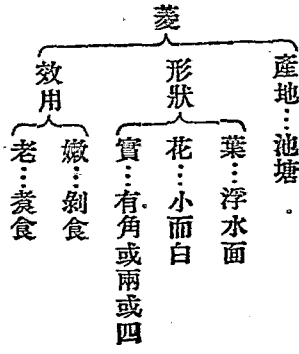 菱
產地…池塘。
形狀
葉…浮水面
花…小而白
實…有角或兩或四
效用
嫩…剝食
老…煑食